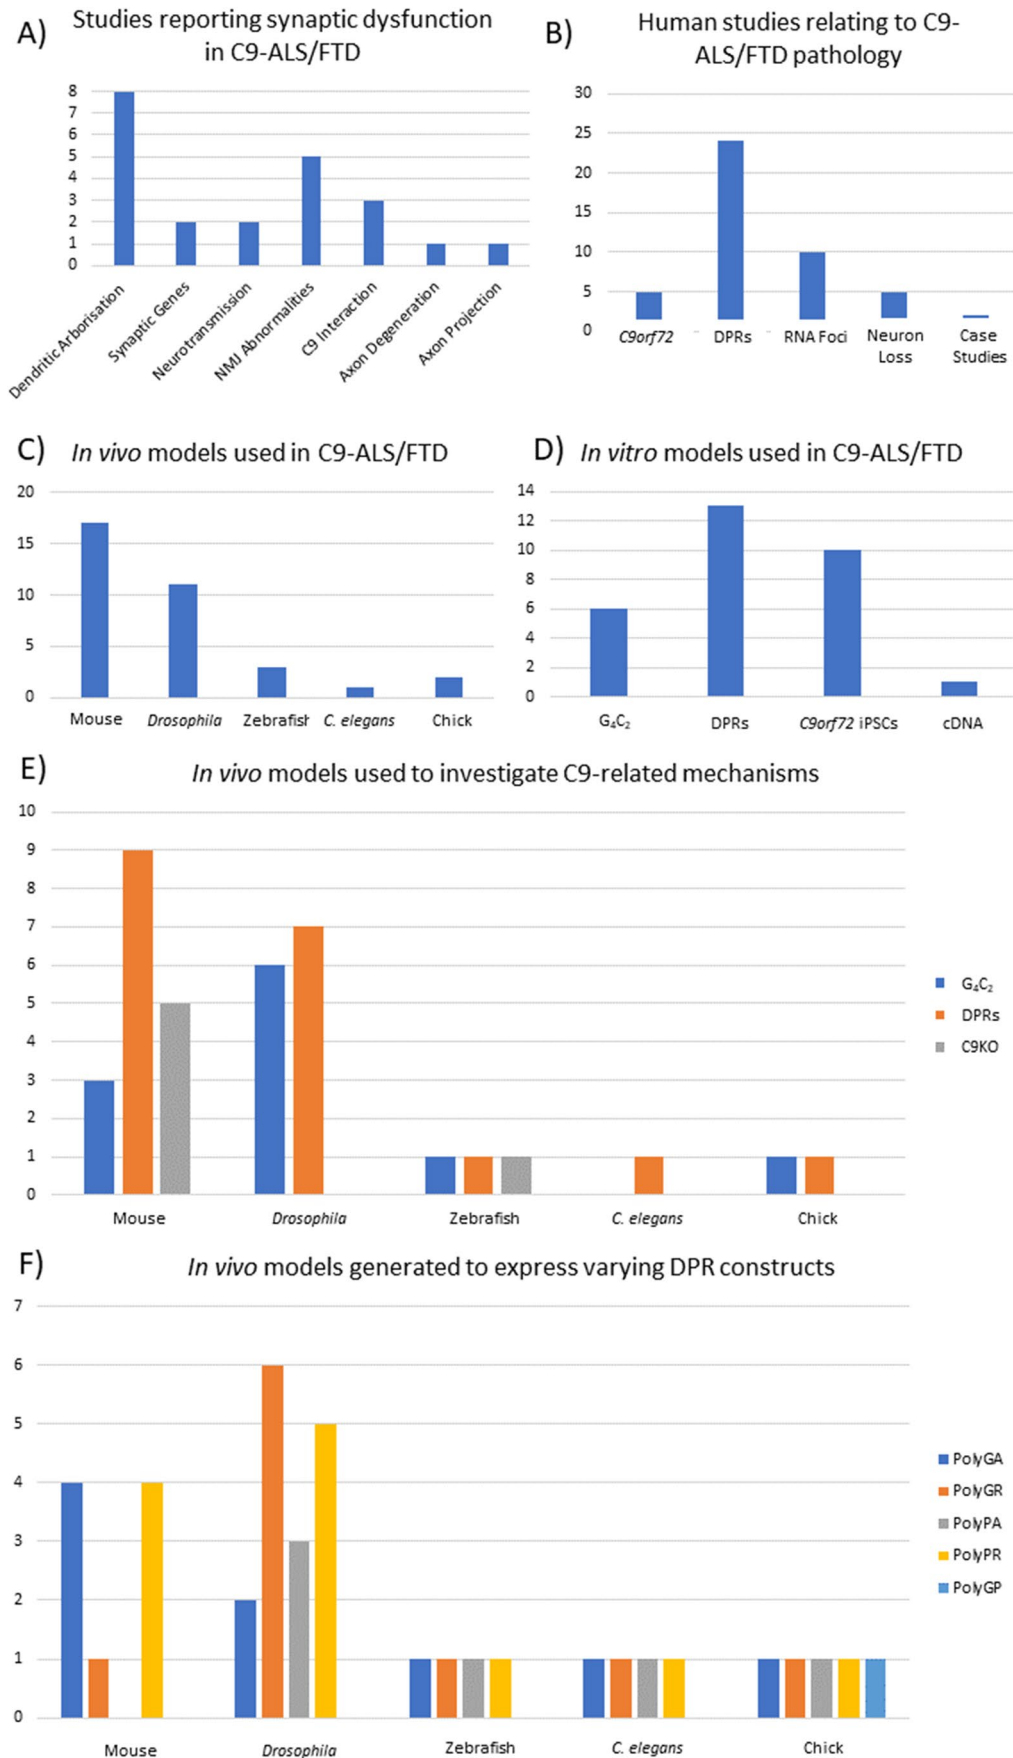 A) Studies reporting synaptic dysfunction
in C9-ALS/FTD
8
7
6
5
4
3
2
1
0
Dendritic Arborisation
Synaptic Genes
Neurotransmission
NMJ Abnormalities
C9 Interaction
Axon Degeneration
Axon Projection
B) Human studies relating to C9-
ALS/FTD pathology
30
25
20
15
10
5
0
C9orf72 DPRs RNA Foci Neuron Loss Case Studies
C) In vivo models used in C9-ALS/FTD
20
15
10
5
0
Mouse Drosophila Zebrafish C. elegans Chick
D) In vitro models used in C9-ALS/FTD
14
12
10
8
6
4
2
0
G₄C₂ DPRs C9orf72 iPSCs cDNA
E) In vivo models used to investigate C9-related mechanisms
10
9
8
7
6
5
4
3
2
1
0
Mouse Drosophila Zebrafish C. elegans Chick
G₄C₂
DPRs
C9KO
F) In vivo models generated to express varying DPR constructs
7
6
5
4
3
2
1
0
Mouse Drosophila Zebrafish C. elegans Chick
PolyGA
PolyGR
PolyPA
PolyPR
PolyGP